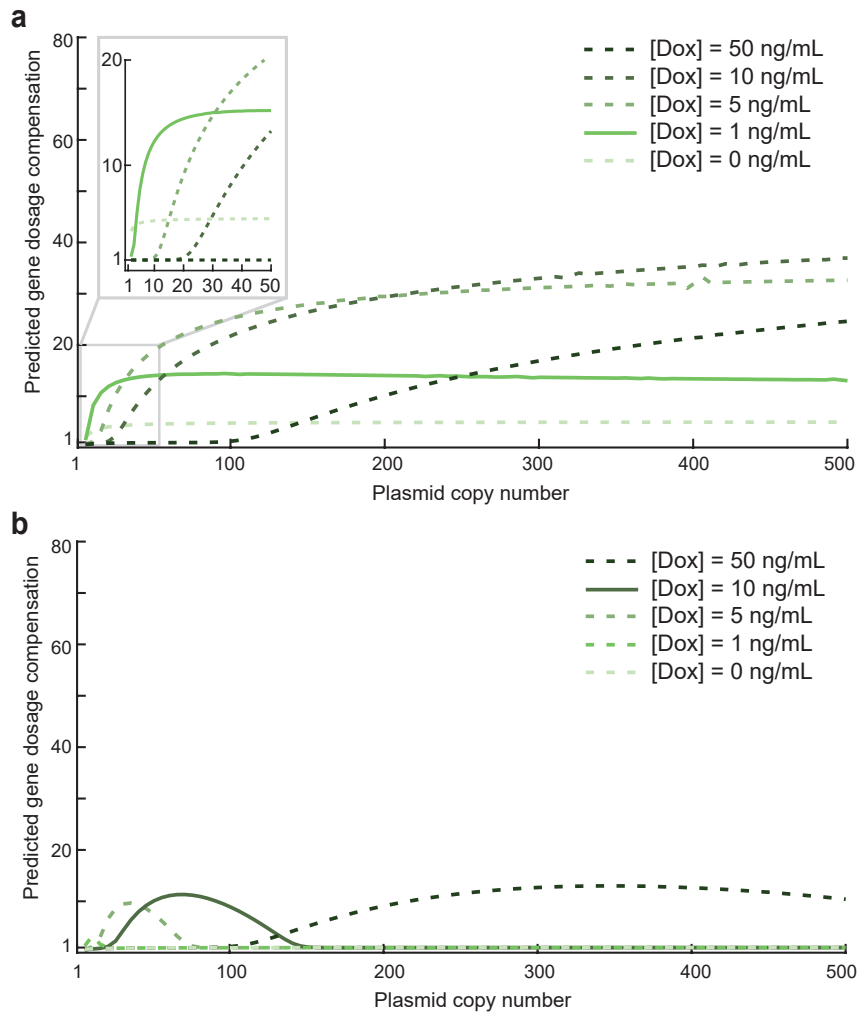 a
80
60
40
20
1
Predicted gene dosage compensation
20
10
1
1 10 20 30 40 50
[Dox] = 50 ng/mL
[Dox] = 10 ng/mL
[Dox] = 5 ng/mL
[Dox] = 1 ng/mL
[Dox] = 0 ng/mL
1 100 200 300 400 500
Plasmid copy number
b
80
60
40
20
1
Predicted gene dosage compensation
[Dox] = 50 ng/mL
[Dox] = 10 ng/mL
[Dox] = 5 ng/mL
[Dox] = 1 ng/mL
[Dox] = 0 ng/mL
1 100 200 300 400 500
Plasmid copy number